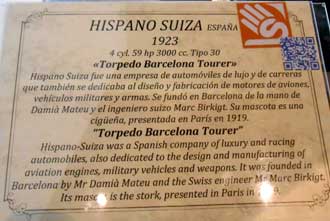 HISPANO SUIZA ESPAÑA
1923
4 cyl. 59 hp 3000 cc. Tipo 30
«Torpedo Barcelona Tourer»
Hispano Suiza fue una empresa de automóviles de lujo y de carreras
que también se dedicaba al diseño y fabricación de motores de aviones,
vehículos militares y armas. Se fundó en Barcelona de la mano de
Damià Mateu y el ingeniero suizo Marc Birkigt. Su mascota es una
cigüeña, presentada en París en 1919.
“Torpedo Barcelona Tourer”
Hispano-Suiza was a Spanish company of luxury and racing
automobiles, also dedicated to the design and manufacturing of
aviation engines, military vehicles and weapons. It was founded in
Barcelona by Mr Damià Mateu and the Swiss engineer Mr Marc Birkigt.
Its mascot is the stork, presented in Paris in 1919.